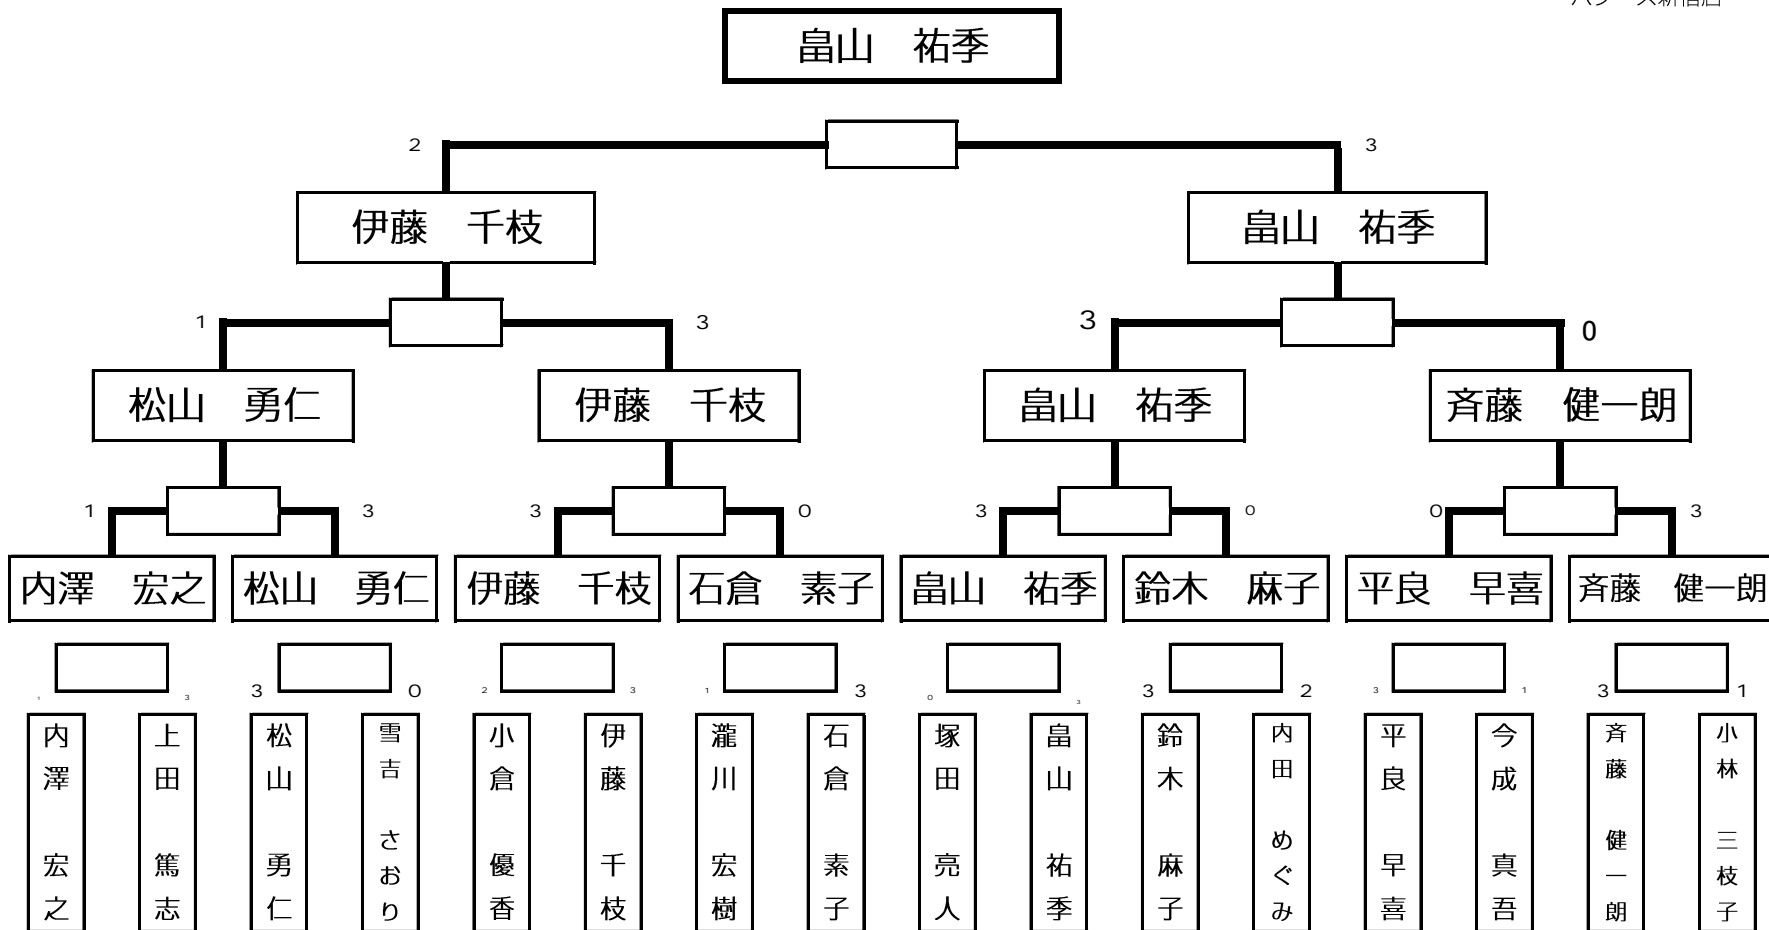 畠山　祐季
2 3
伊藤　千枝 畠山　祐季
1 3 3 0
松山　勇仁 伊藤　千枝 畠山　祐季 斉藤　健一朗
1 3 3 0 3 0 0 3
内澤　宏之 松山　勇仁 伊藤　千枝 石倉　素子 畠山　祐季 鈴木　麻子 平良　早喜 斉藤　健一朗
1 3 3 0 2 3 1 3 0 3 3 2 3 1 3 1
内澤　宏之
上田　篤志
松山　勇仁
雪吉　さおり
小倉　優香
伊藤　千枝
瀧川　宏樹
石倉　素子
塚田　亮人
畠山　祐季
鈴木　麻子
内田　めぐみ
平良　早喜
今成　真吾
斉藤　健一朗
小林　三枝子